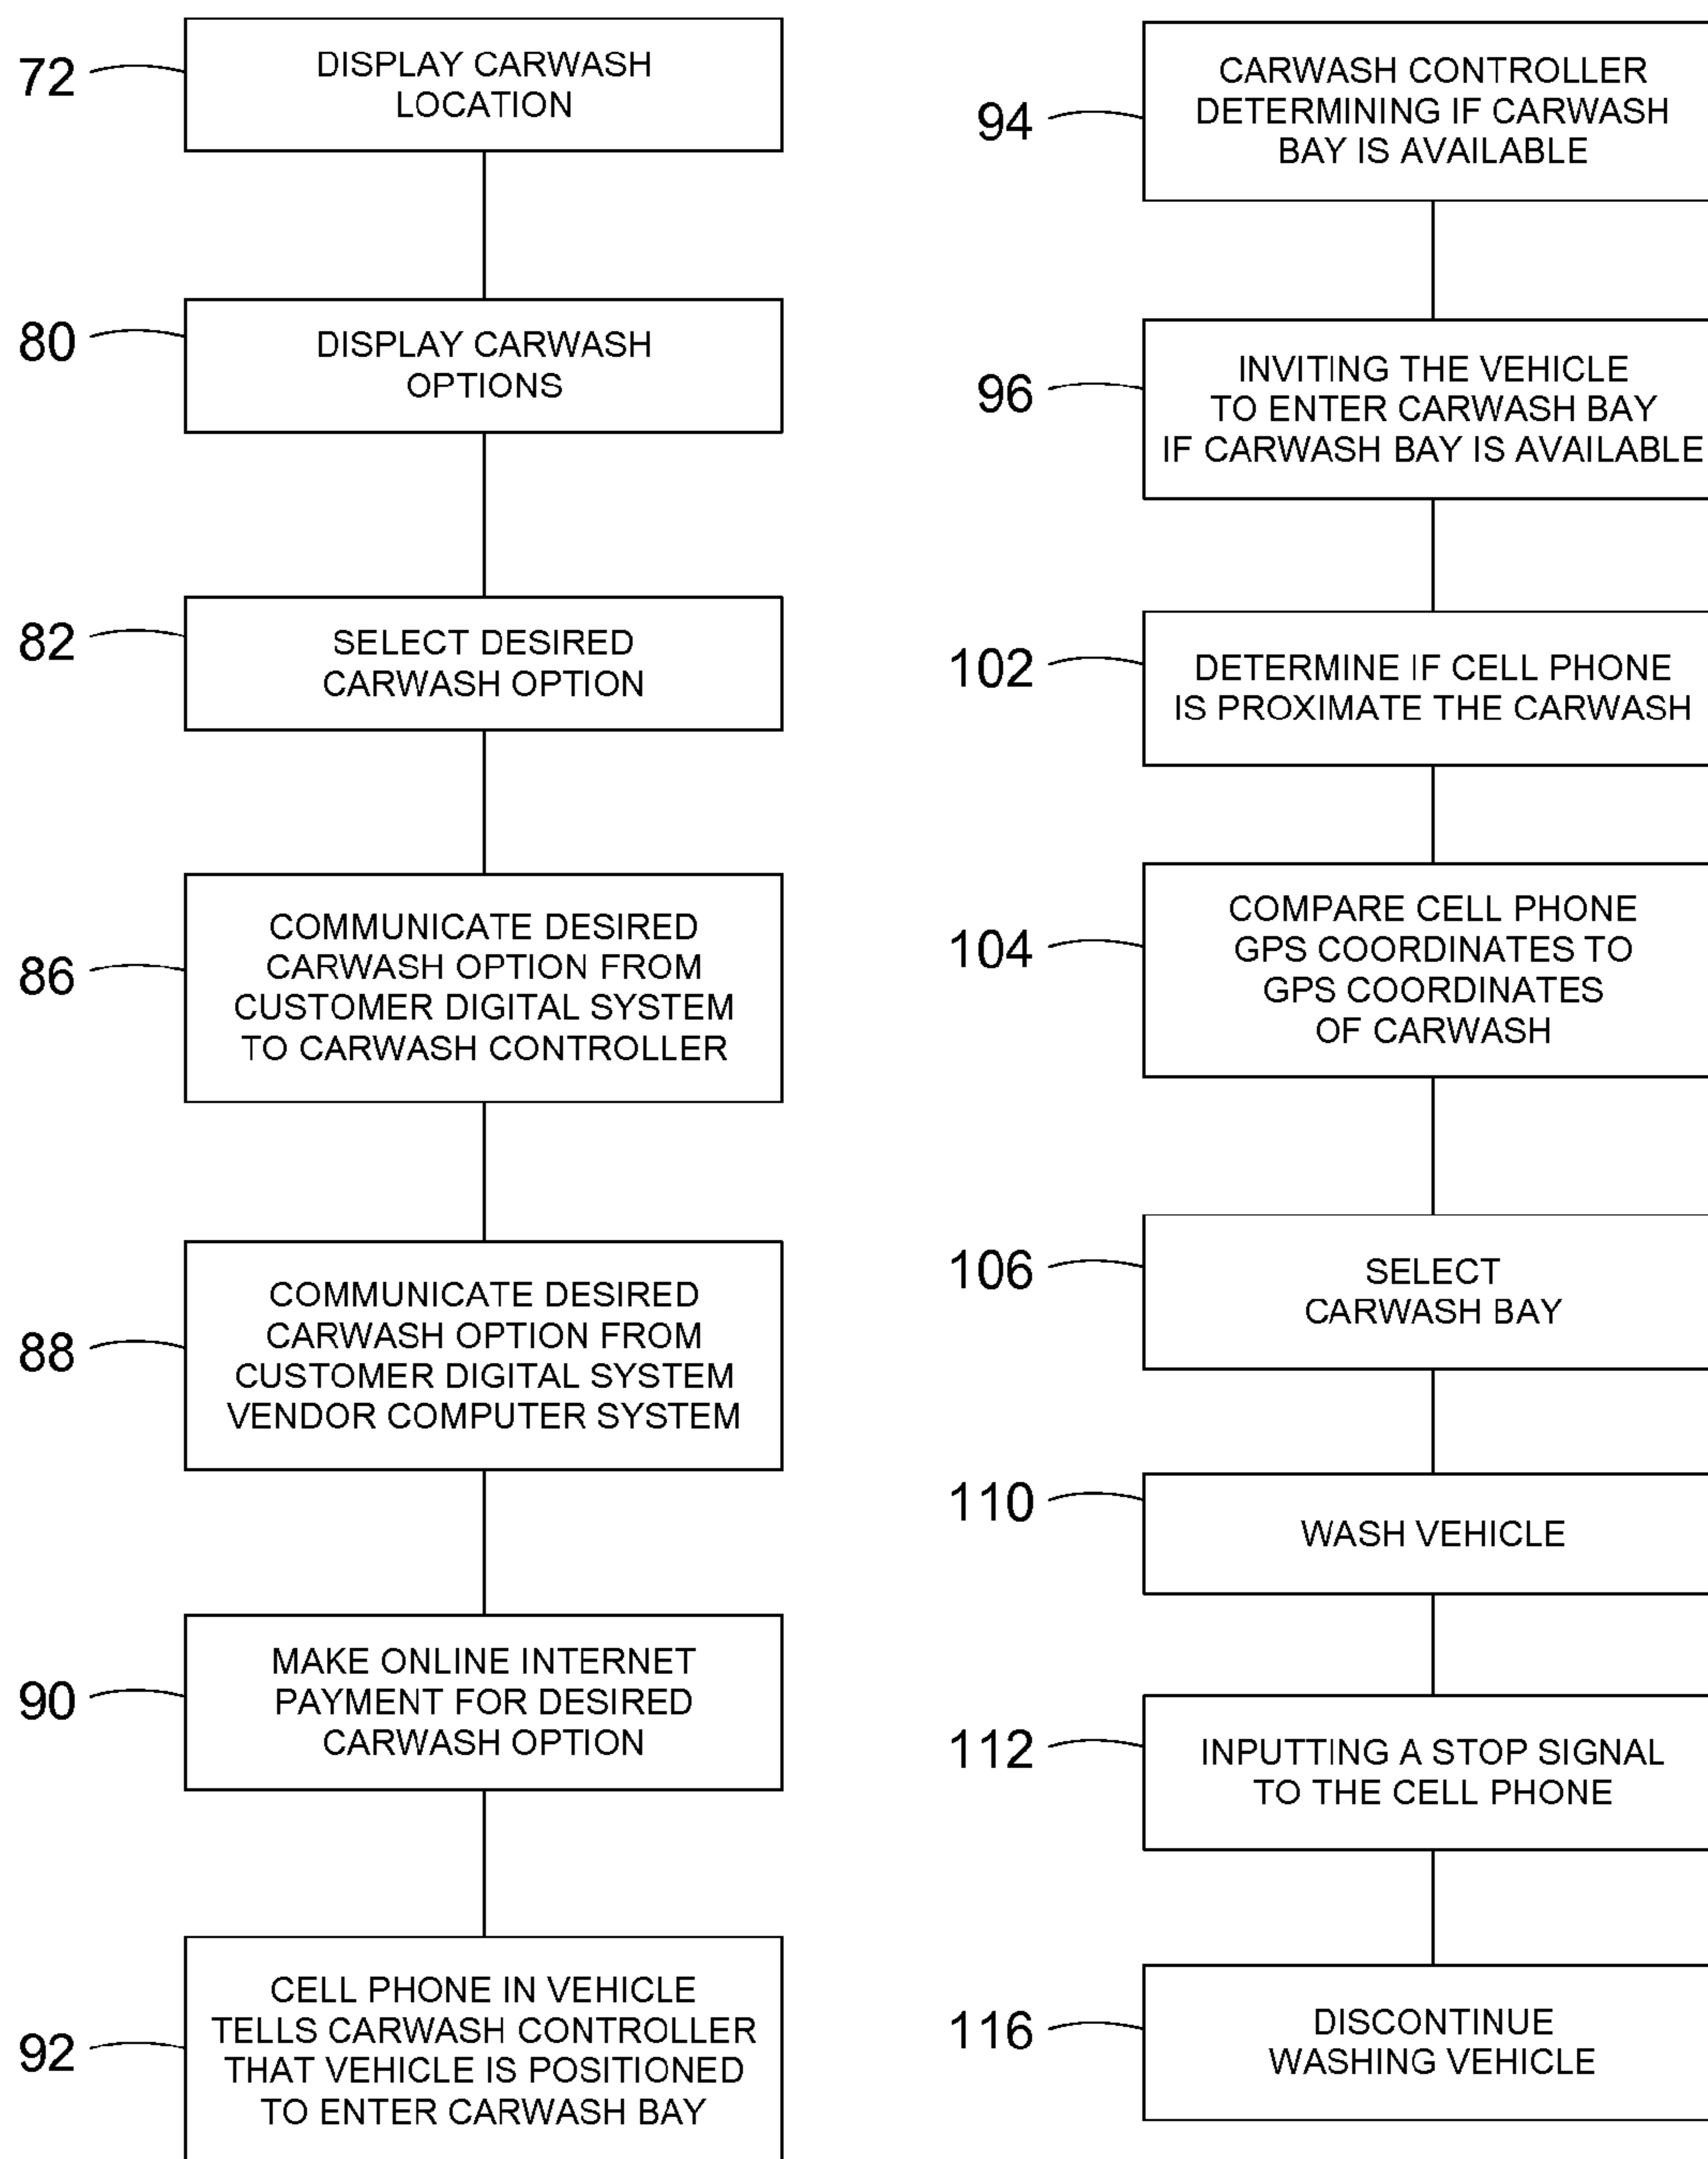 72
DISPLAY CARWASH
LOCATION
80
DISPLAY CARWASH
OPTIONS
82
SELECT DESIRED
CARWASH OPTION
86
COMMUNICATE DESIRED
CARWASH OPTION FROM
CUSTOMER DIGITAL SYSTEM
TO CARWASH CONTROLLER
88
COMMUNICATE DESIRED
CARWASH OPTION FROM
CUSTOMER DIGITAL SYSTEM
VENDOR COMPUTER SYSTEM
90
MAKE ONLINE INTERNET
PAYMENT FOR DESIRED
CARWASH OPTION
92
CELL PHONE IN VEHICLE
TELLS CARWASH CONTROLLER
THAT VEHICLE IS POSITIONED
TO ENTER CARWASH BAY
94
CARWASH CONTROLLER
DETERMINING IF CARWASH
BAY IS AVAILABLE
96
INVITING THE VEHICLE
TO ENTER CARWASH BAY
IF CARWASH BAY IS AVAILABLE
102
DETERMINE IF CELL PHONE
IS PROXIMATE THE CARWASH
104
COMPARE CELL PHONE
GPS COORDINATES TO
GPS COORDINATES
OF CARWASH
106
SELECT
CARWASH BAY
110
WASH VEHICLE
112
INPUTTING A STOP SIGNAL
TO THE CELL PHONE
116
DISCONTINUE
WASHING VEHICLE